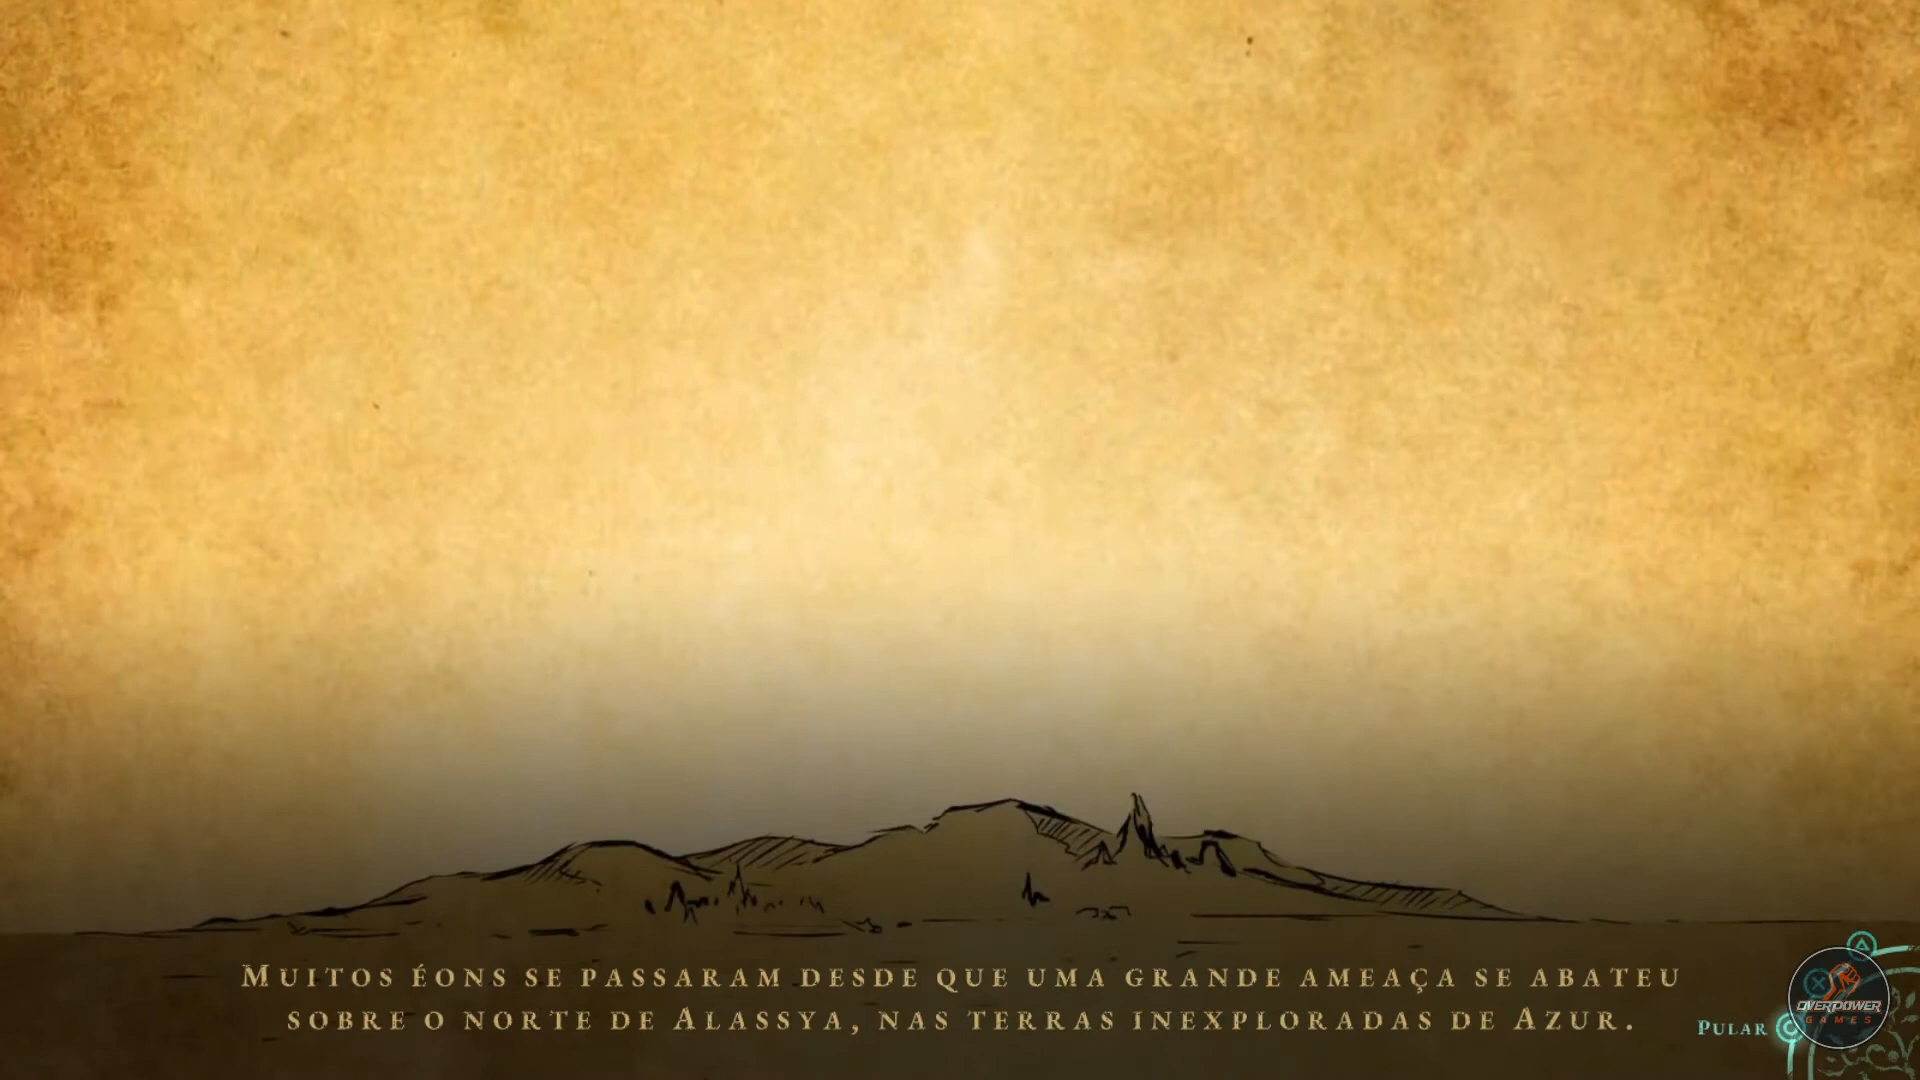 Muitos éons se passaram desde que uma grande ameaça se abateu
sobre o norte de Alassya, nas terras inexploradas de Azur.
Pular
OVERPOWER
GAMES